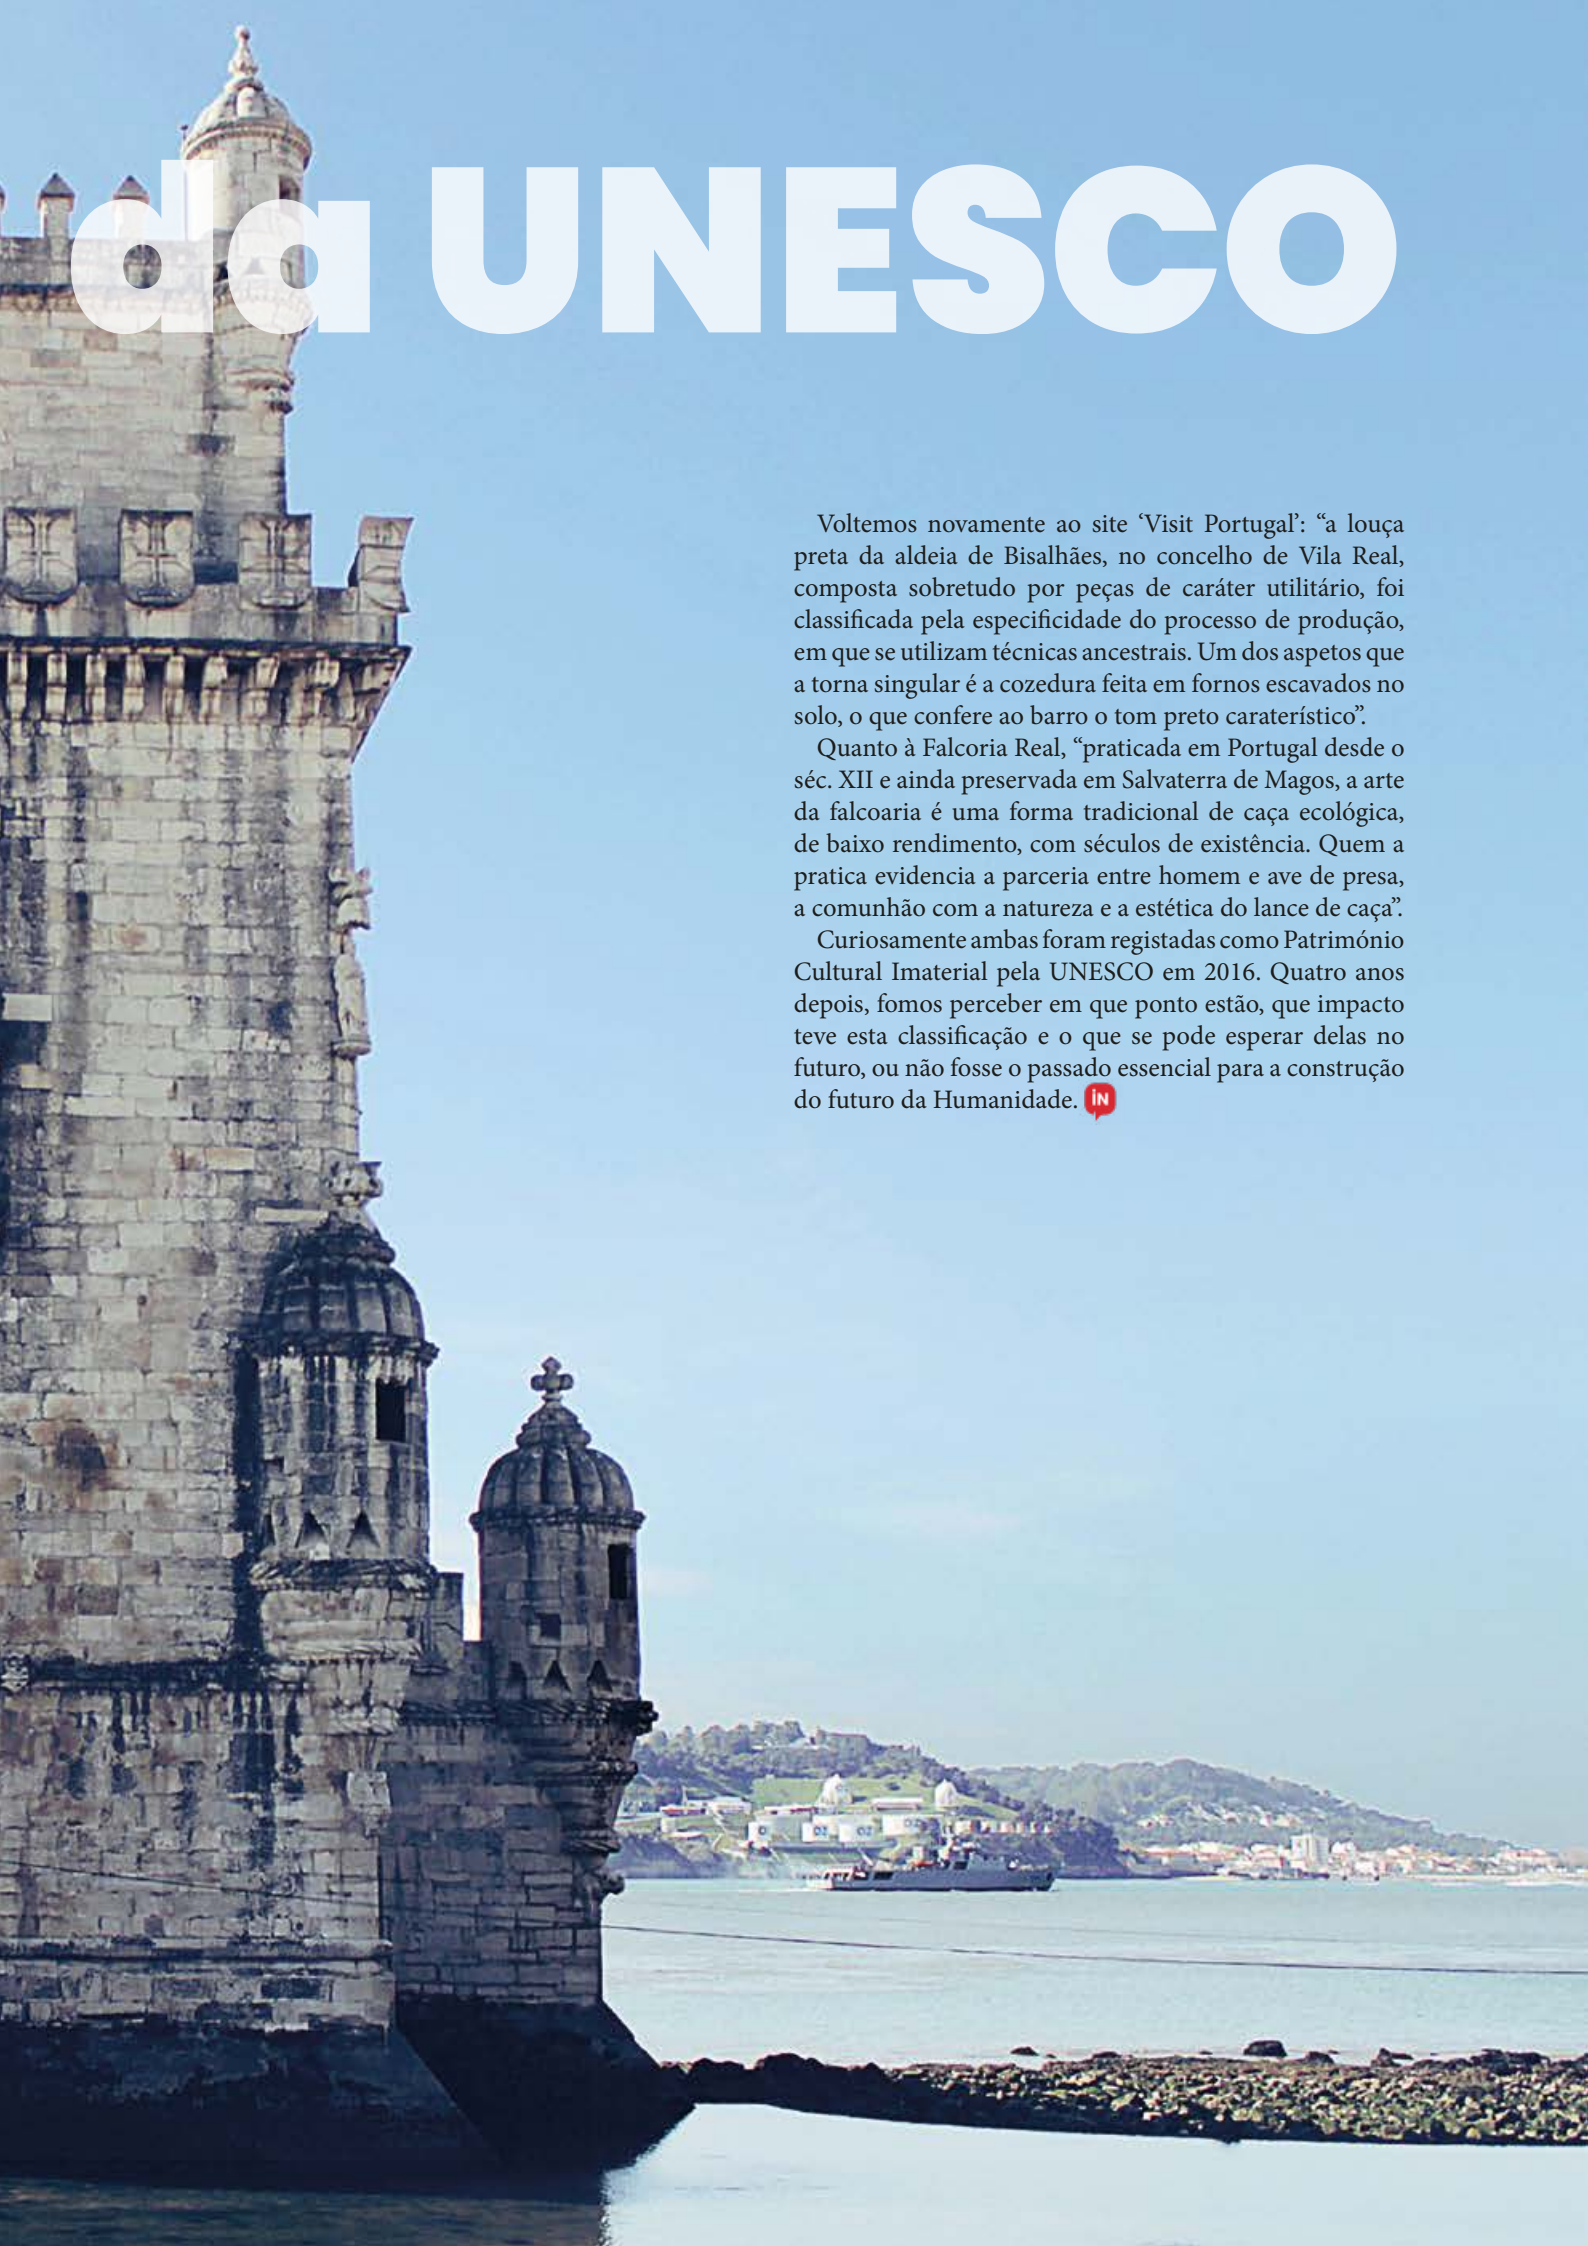 da UNESCO
Voltemos novamente ao site ‘Visit Portugal’: “a louça
preta da aldeia de Bisalhães, no concelho de Vila Real,
composta sobretudo por peças de caráter utilitário, foi
classificada pela especificidade do processo de produção,
em que se utilizam técnicas ancestrais. Um dos aspetos que
a torna singular é a cozedura feita em fornos escavados no
solo, o que confere ao barro o tom preto caraterístico”.
Quanto à Falcoria Real, “praticada em Portugal desde o
séc. XII e ainda preservada em Salvaterra de Magos, a arte
da falcoaria é uma forma tradicional de caça ecológica,
de baixo rendimento, com séculos de existência. Quem a
pratica evidencia a parceria entre homem e ave de presa,
a comunhão com a natureza e a estética do lance de caça”.
Curiosamente ambas foram registadas como Património
Cultural Imaterial pela UNESCO em 2016. Quatro anos
depois, fomos perceber em que ponto estão, que impacto
teve esta classificação e o que se pode esperar delas no
futuro, ou não fosse o passado essencial para a construção
do futuro da Humanidade. iN